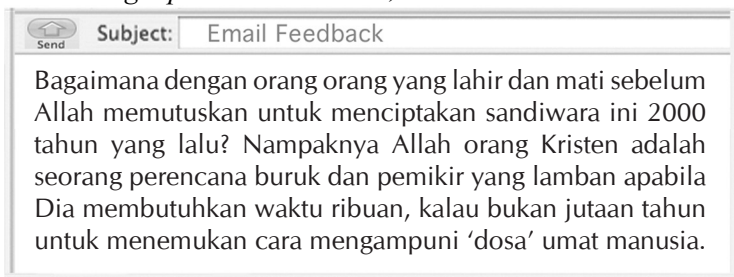 Send Subject: Email Feedback
Bagaimana dengan orang orang yang lahir dan mati sebelum
Allah memutuskan untuk menciptakan sandiwara ini 2000
tahun yang lalu? Nampaknya Allah orang Kristen adalah
seorang perencana buruk dan pemikir yang lamban apabila
Dia membutuhkan waktu ribuan, kalau bukan jutaan tahun
untuk menemukan cara mengampuni ‘dosa’ umat manusia.